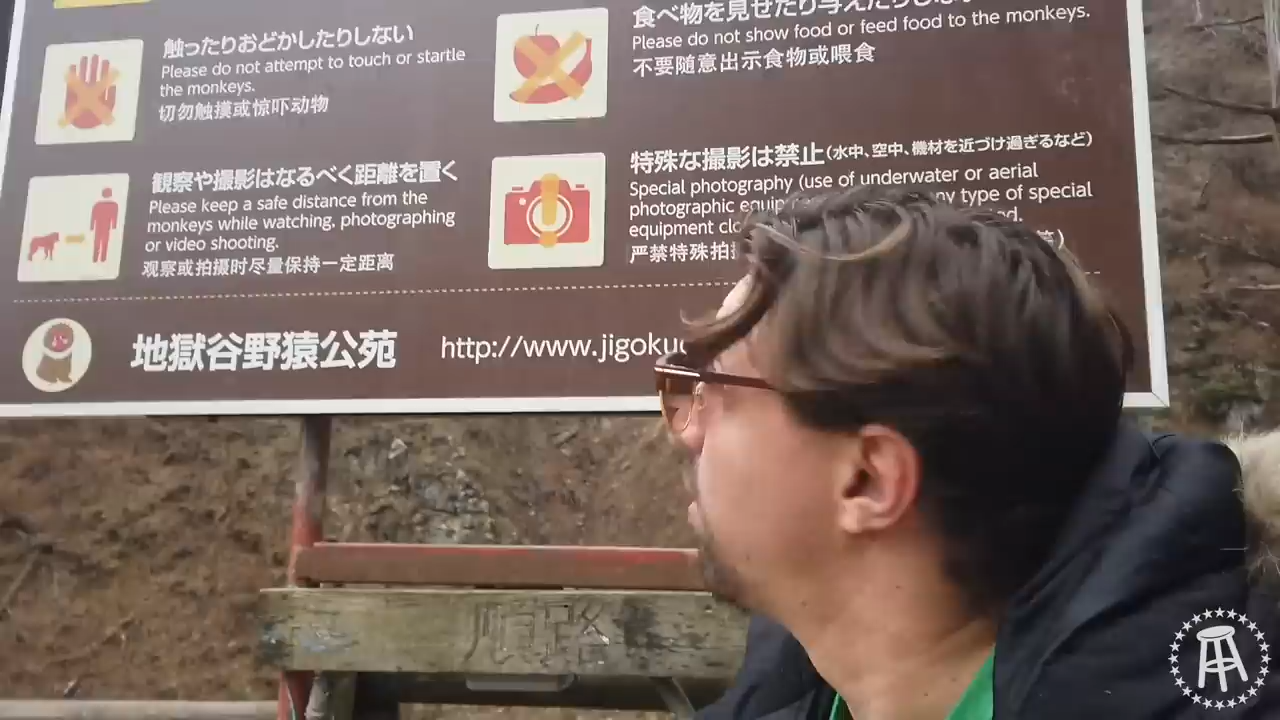 触ったりおどかしたりしない
Please do not attempt to touch or startle
the monkeys.
切勿触摸或惊吓动物
食べ物を見せたり与えたりし
Please do not show food or feed food to the monkeys.
不要随意出示食物或喂食
観察や撮影はなるべく距離を置く
Please keep a safe distance from the
monkeys while watching, photographing
or video shooting.
观察或拍摄时尽量保持一定距离
特殊な撮影は禁止(水中、空中、機材を近づけ過ぎるなど)
Special photography (use of underwater or aerial
photographic equip ny type of special
equipment clo d.
严禁特殊拍摄
地獄谷野猿公苑
http://www.jigoku
順路